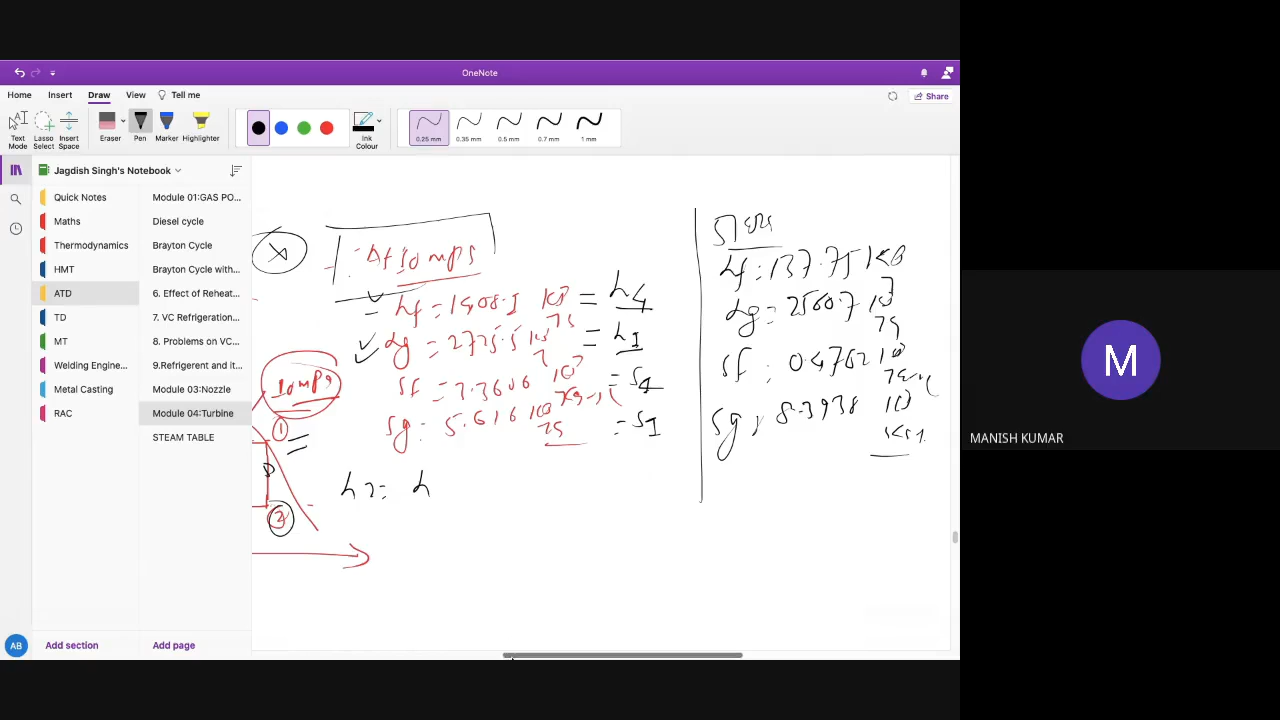 OneNote
Home Insert Draw View Tell me
Share
Text Mode
Lasso Select
Insert Space
Eraser
Pen
Marker
Highlighter
Ink Colour
0.25 mm
0.35 mm
0.5 mm
0.7 mm
1 mm
Jagdish Singh's Notebook
Quick Notes
Maths
Thermodynamics
HMT
ATD
TD
MT
Welding Engine...
Metal Casting
RAC
Module 01:GAS PO...
Diesel cycle
Brayton Cycle
Brayton Cycle with...
6. Effect of Reheat...
7. VC Refrigeration...
8. Problems on VC...
9.Refrigerent and it...
Module 03:Nozzle
Module 04:Turbine
STEAM TABLE
At 10 mpa
hf = 1408.1 = h4
hg = 2725.5 = h1
sf = 3.3606 = s4
sg = 5.616 = s1
h2 = h
10mpa
1
2
hf = 137.75
hg = 2560.7
sf = 0.4762
sg = 8.3938
AB
Add section
Add page
M
MANISH KUMAR